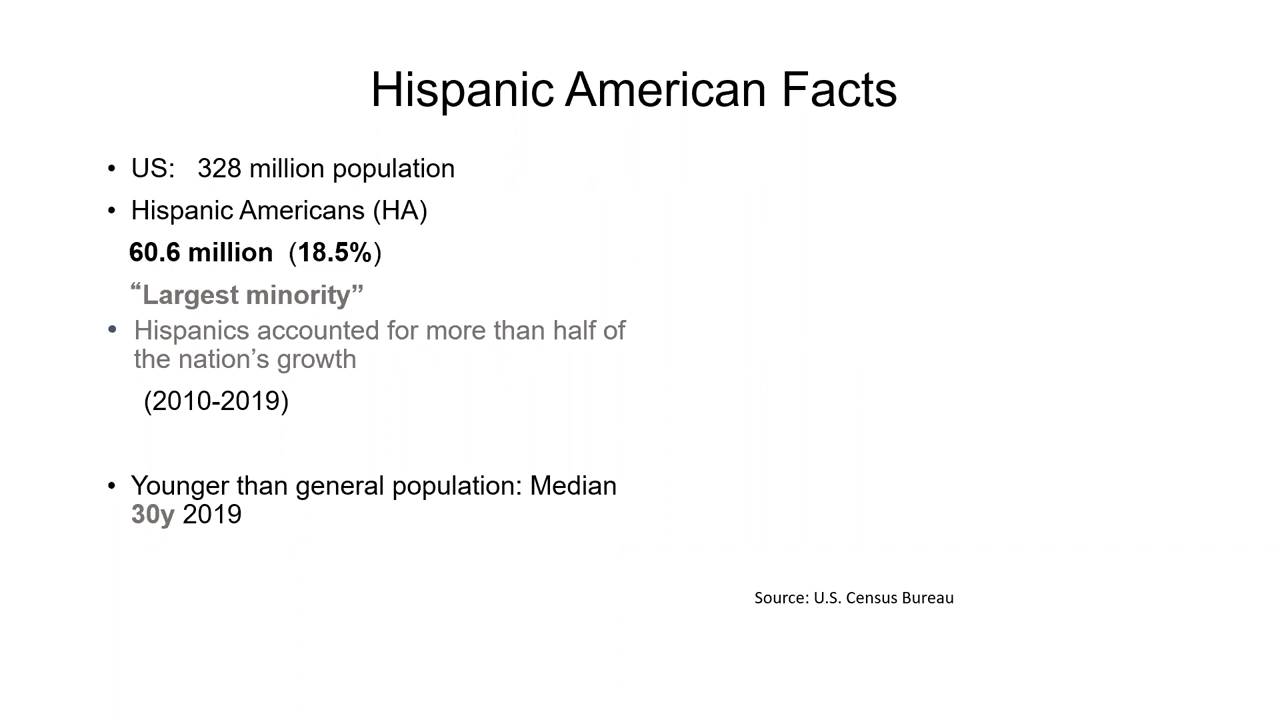 Hispanic American Facts
• US: 328 million population
• Hispanic Americans (HA)
60.6 million (18.5%)
“Largest minority”
• Hispanics accounted for more than half of
the nation’s growth
(2010-2019)
• Younger than general population: Median
30y 2019
Source: U.S. Census Bureau